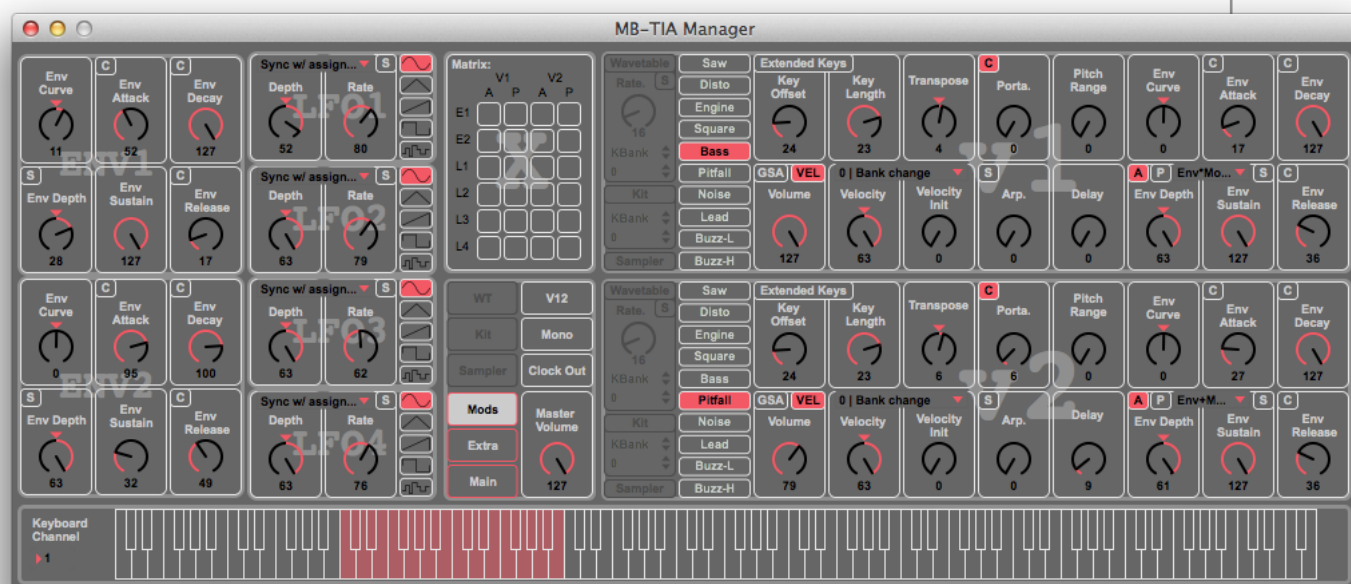 MB-TIA Manager
Env Curve
11
C
Env Attack
52
C
Env Decay
127
ENV1
S
Env Depth
28
Env Sustain
127
C
Env Release
17
Sync w/ assign...
S
Depth
52
Rate
80
LFO1
Sync w/ assign...
S
Depth
63
Rate
79
LFO2
Matrix:
V1 V2
A P A P
E1
E2
L1
L2
L3
L4
X
Wavetable
Rate.
S
16
KBank
0
Kit
KBank
0
Sampler
Saw
Disto
Engine
Square
Bass
Pitfall
Noise
Lead
Buzz-L
Buzz-H
Extended Keys
Key Offset
24
Key Length
23
Transpose
4
C
Porta.
0
Pitch Range
0
Env Curve
0
C
Env Attack
17
C
Env Decay
127
V1
GSA
VEL
0 | Bank change
S
Volume
127
Velocity
63
Velocity Init
0
Arp.
0
Delay
0
A
P
Env*Mo...
S
C
Env Depth
63
Env Sustain
127
Env Release
36
Env Curve
0
C
Env Attack
95
C
Env Decay
100
ENV2
S
Env Depth
63
Env Sustain
32
C
Env Release
49
Sync w/ assign...
S
Depth
63
Rate
62
LFO3
Sync w/ assign...
S
Depth
63
Rate
76
LFO4
WT
V12
Kit
Mono
Sampler
Clock Out
Mods
Extra
Main
Master Volume
127
Wavetable
Rate.
S
16
KBank
0
Kit
KBank
0
Sampler
Saw
Disto
Engine
Square
Bass
Pitfall
Noise
Lead
Buzz-L
Buzz-H
Extended Keys
Key Offset
24
Key Length
23
Transpose
6
C
Porta.
6
Pitch Range
0
Env Curve
0
C
Env Attack
27
C
Env Decay
127
V2
GSA
VEL
0 | Bank change
S
Volume
79
Velocity
63
Velocity Init
0
Arp.
0
Delay
9
A
P
Env+M...
S
C
Env Depth
61
Env Sustain
127
Env Release
36
Keyboard
Channel
1